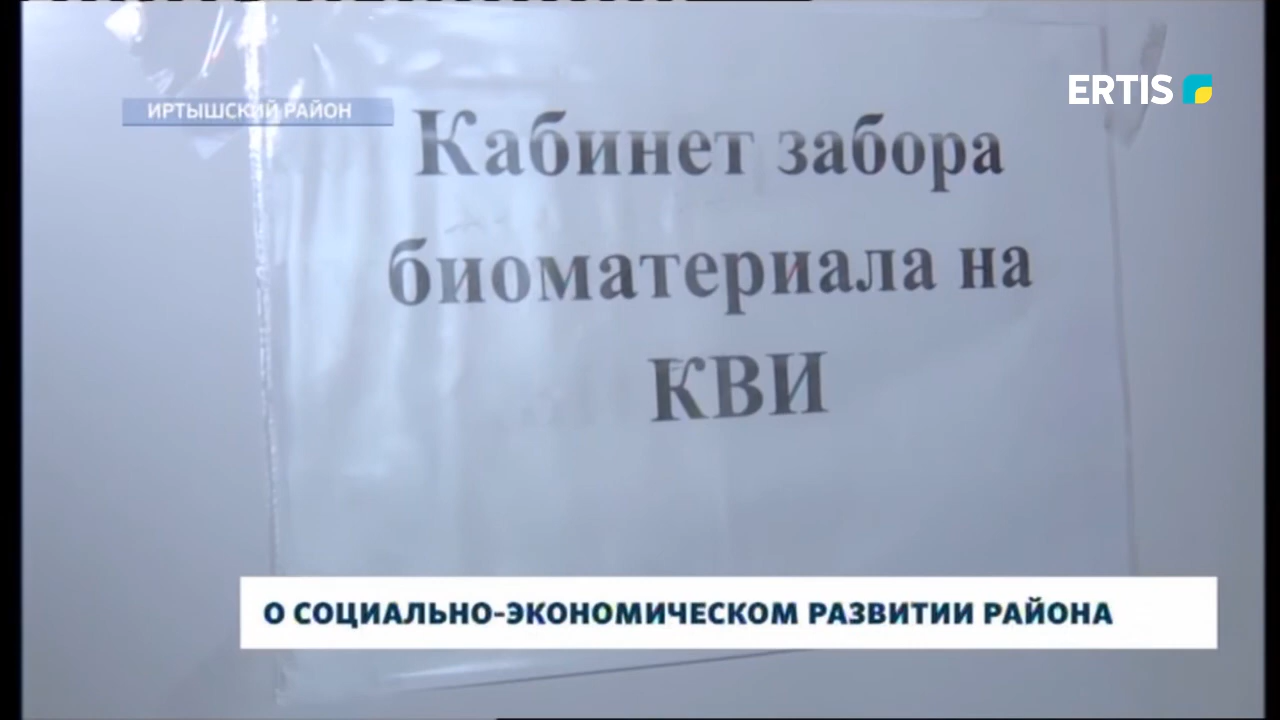 ERTIS
ИРТЫШСКИЙ РАЙОН
Кабинет забора
биоматериала на
КВИ
О СОЦИАЛЬНО-ЭКОНОМИЧЕСКОМ РАЗВИТИИ РАЙОНА